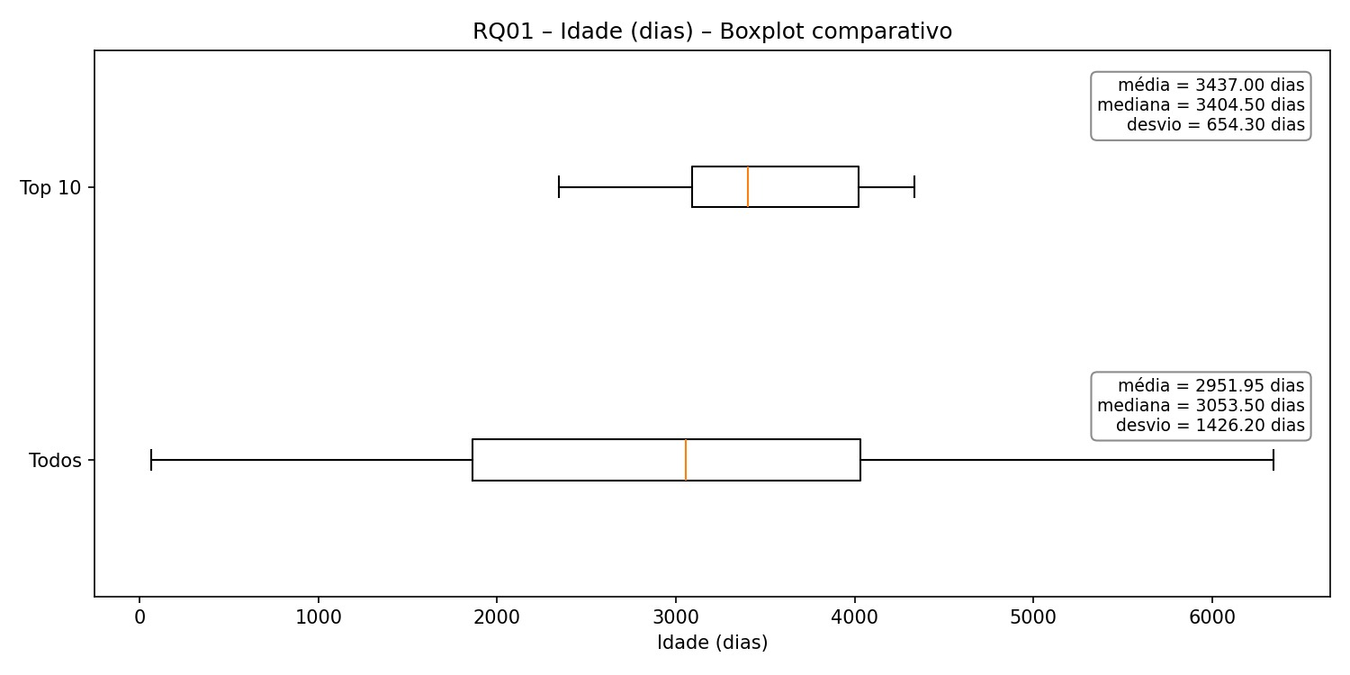 RQ01 – Idade (dias) – Boxplot comparativo
média = 3437.00 dias
mediana = 3404.50 dias
desvio = 654.30 dias
Top 10
média = 2951.95 dias
mediana = 3053.50 dias
desvio = 1426.20 dias
Todos
0 1000 2000 3000 4000 5000 6000
Idade (dias)